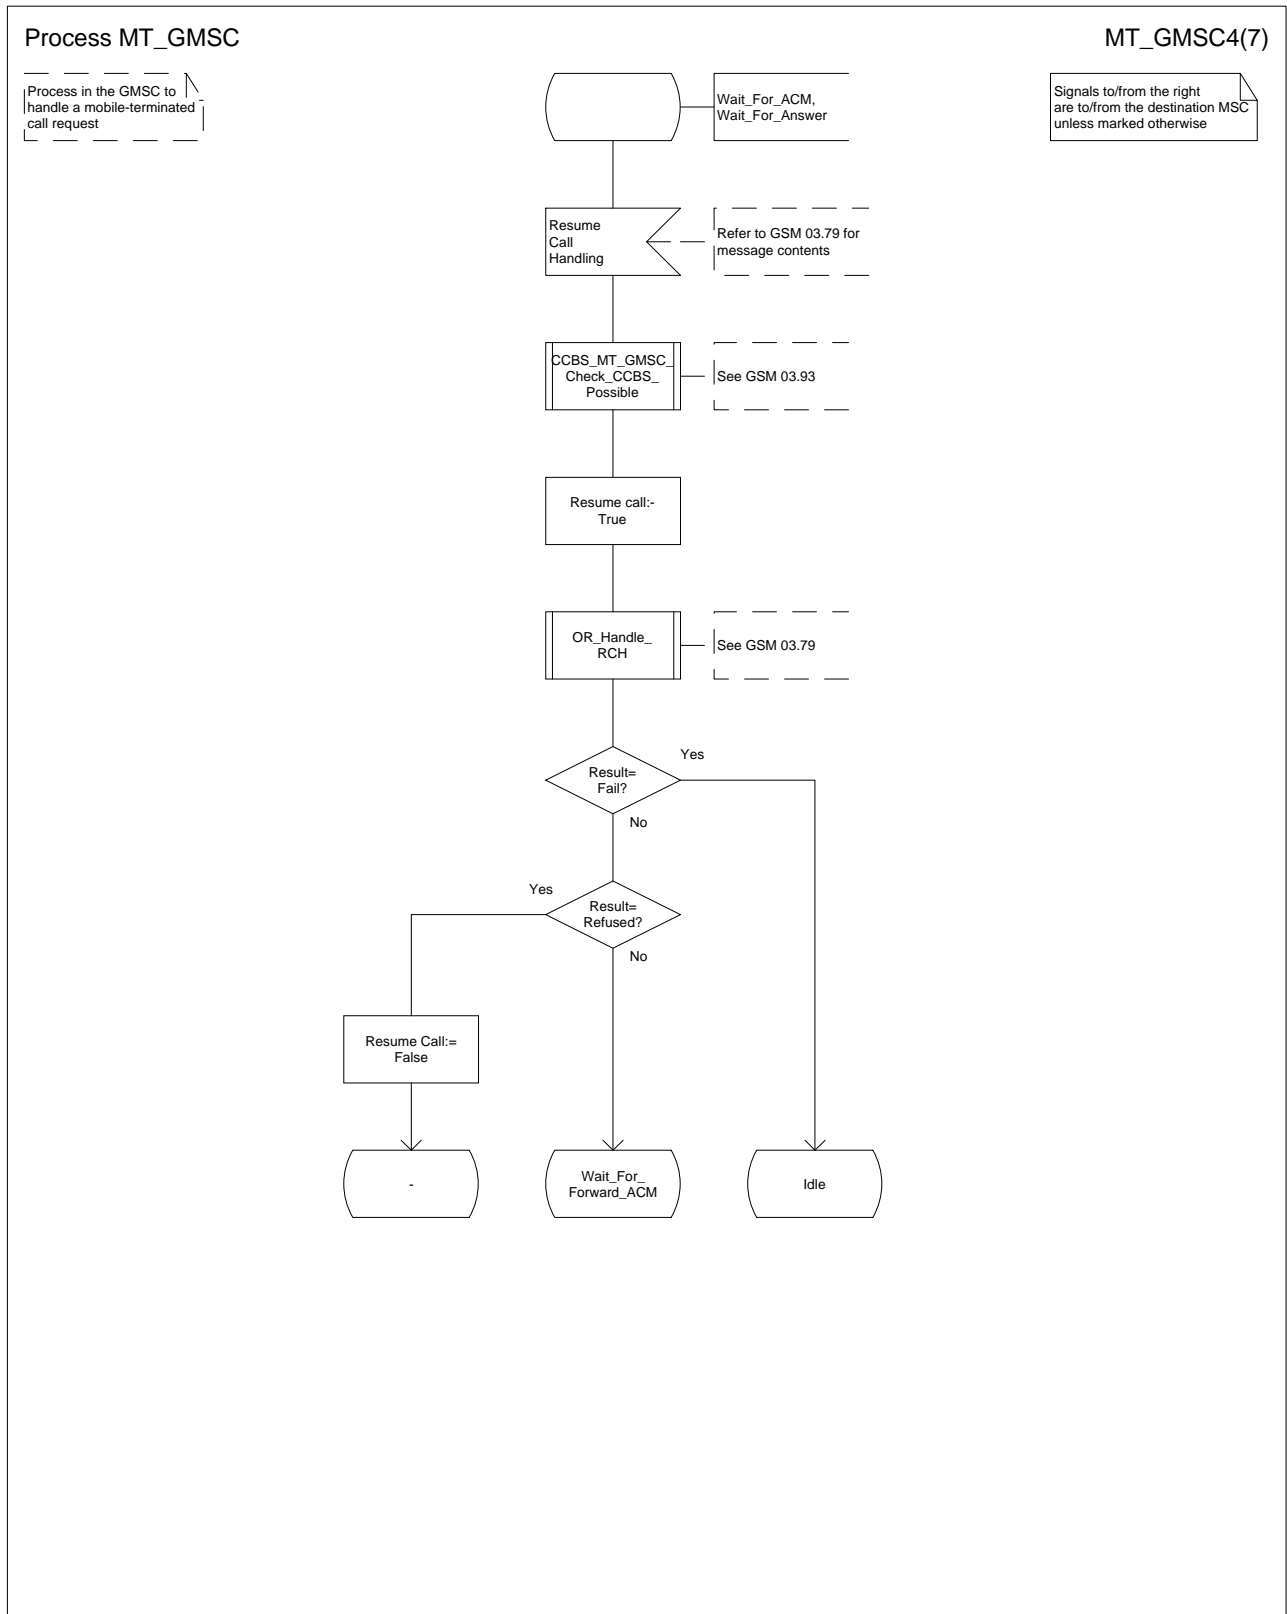 Process MT_GMSC
MT_GMSC4(7)
Process in the GMSC to
handle a mobile-terminated
call request
Wait_For_ACM,
Wait_For_Answer
Signals to/from the right
are to/from the destination MSC
unless marked otherwise
Resume
Call
Handling
Refer to GSM 03.79 for
message contents
CCBS_MT_GMSC_
Check_CCBS_
Possible
See GSM 03.93
Resume call:-
True
OR_Handle_
RCH
See GSM 03.79
Result=
Fail?
Yes
No
Result=
Refused?
Yes
No
Resume Call:=
False
-
Wait_For_
Forward_ACM
Idle